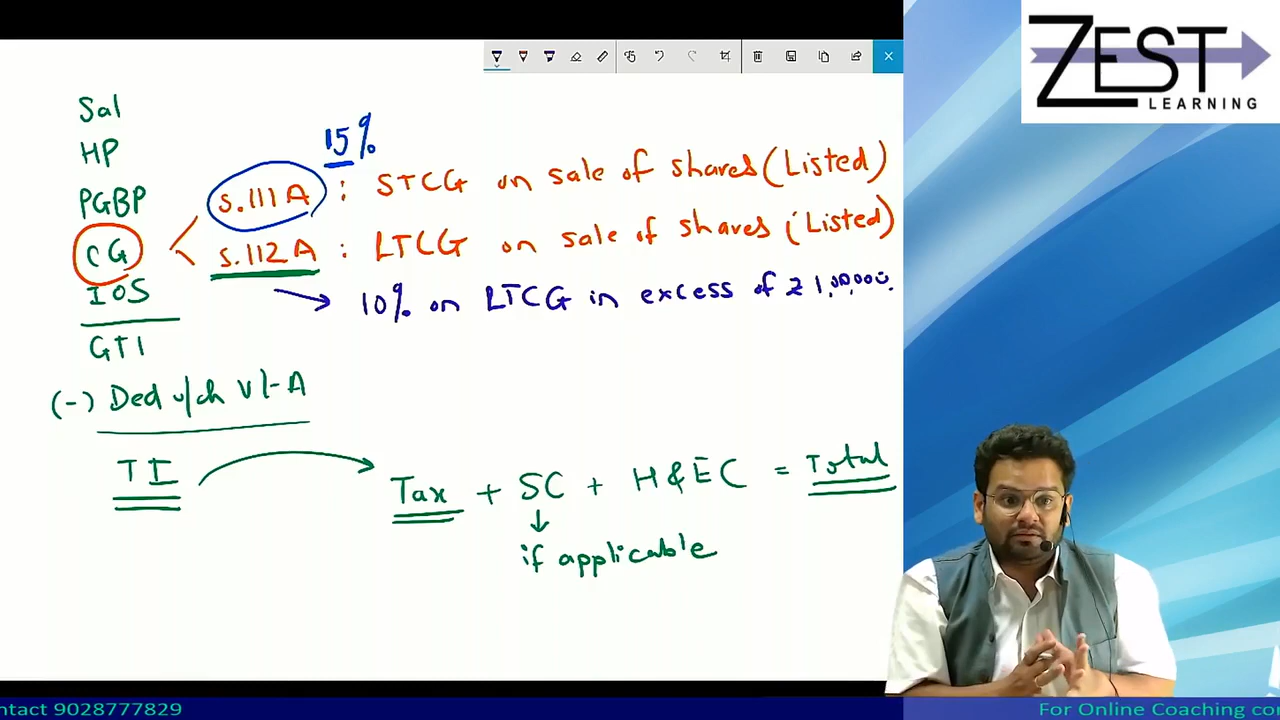 ZEST
LEARNING
Sal
HP
PGBP
CG
IOS
GTI
(-) Ded u/ch VI-A
TI
15%
S.111A : STCG on sale of shares (Listed)
S.112A : LTCG on sale of shares (Listed)
→ 10% on LTCG in excess of ₹1,00,000.
Tax + SC + H&EC = Total
↓
if applicable
ntact 9028777829
For Online Coaching con